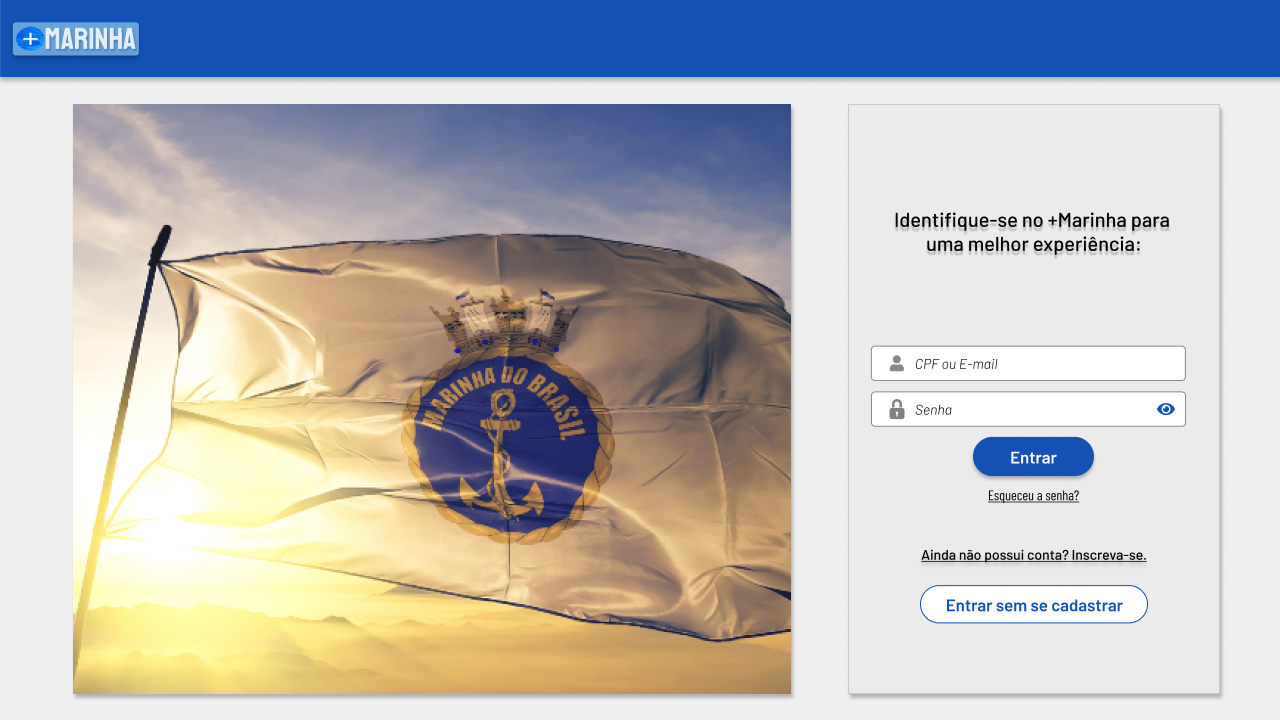 +MARINHA
MARINHA DO BRASIL
Identifique-se no +Marinha para
uma melhor experiência:
CPF ou E-mail
Senha
Entrar
Esqueceu a senha?
Ainda não possui conta? Inscreva-se.
Entrar sem se cadastrar